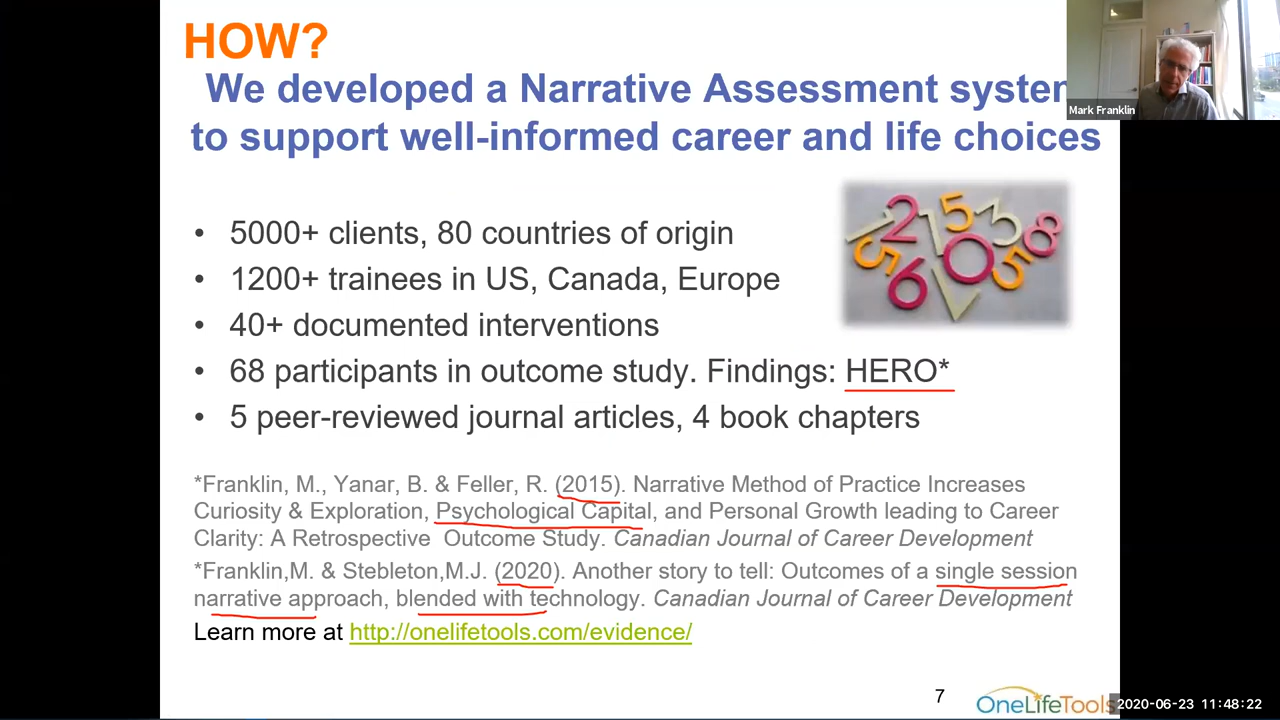 HOW?
We developed a Narrative Assessment system
to support well-informed career and life choices
Mark Franklin
• 5000+ clients, 80 countries of origin
• 1200+ trainees in US, Canada, Europe
• 40+ documented interventions
• 68 participants in outcome study. Findings: HERO*
• 5 peer-reviewed journal articles, 4 book chapters
*Franklin, M., Yanar, B. & Feller, R. (2015). Narrative Method of Practice Increases
Curiosity & Exploration, Psychological Capital, and Personal Growth leading to Career
Clarity: A Retrospective Outcome Study. Canadian Journal of Career Development
*Franklin,M. & Stebleton,M.J. (2020). Another story to tell: Outcomes of a single session
narrative approach, blended with technology. Canadian Journal of Career Development
Learn more at http://onelifetools.com/evidence/
7
OneLifeTools
2020-06-23 11:48:22